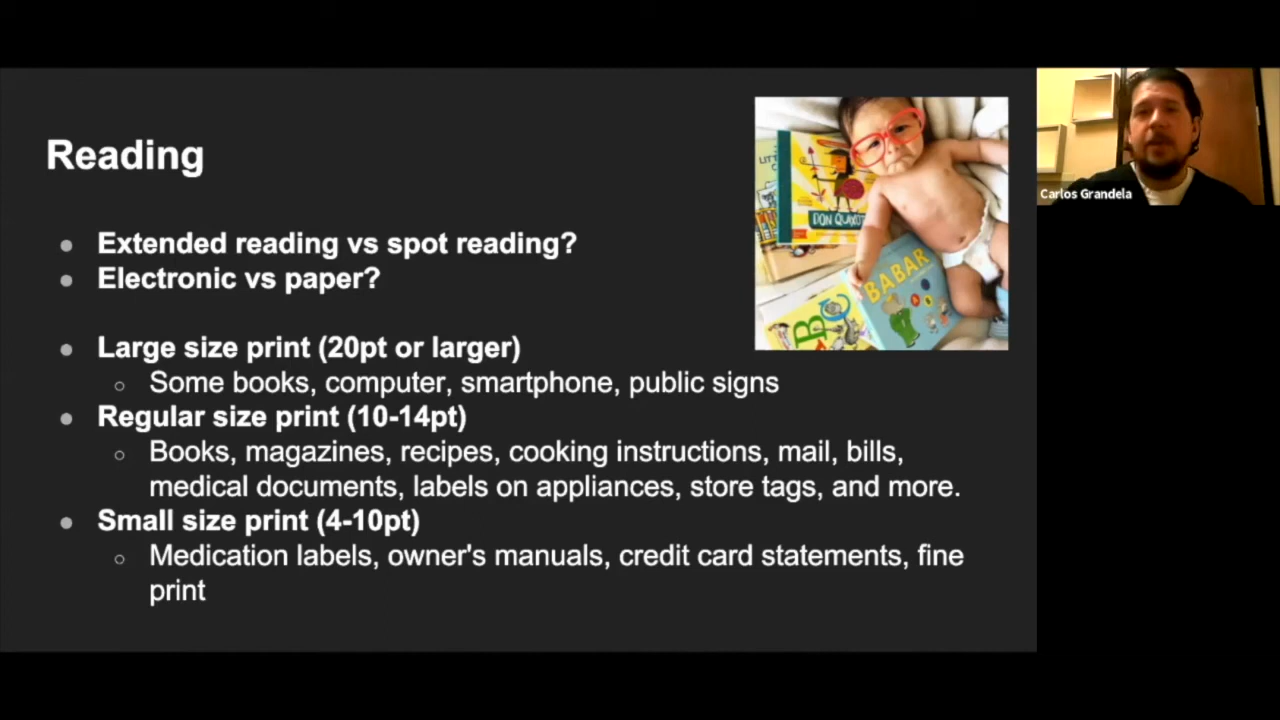 Reading
Extended reading vs spot reading?
Electronic vs paper?
Large size print (20pt or larger)
Some books, computer, smartphone, public signs
Regular size print (10-14pt)
Books, magazines, recipes, cooking instructions, mail, bills,
medical documents, labels on appliances, store tags, and more.
Small size print (4-10pt)
Medication labels, owner's manuals, credit card statements, fine
print
DON QUIXOT
BABAR
ABC
Carlos Grandela